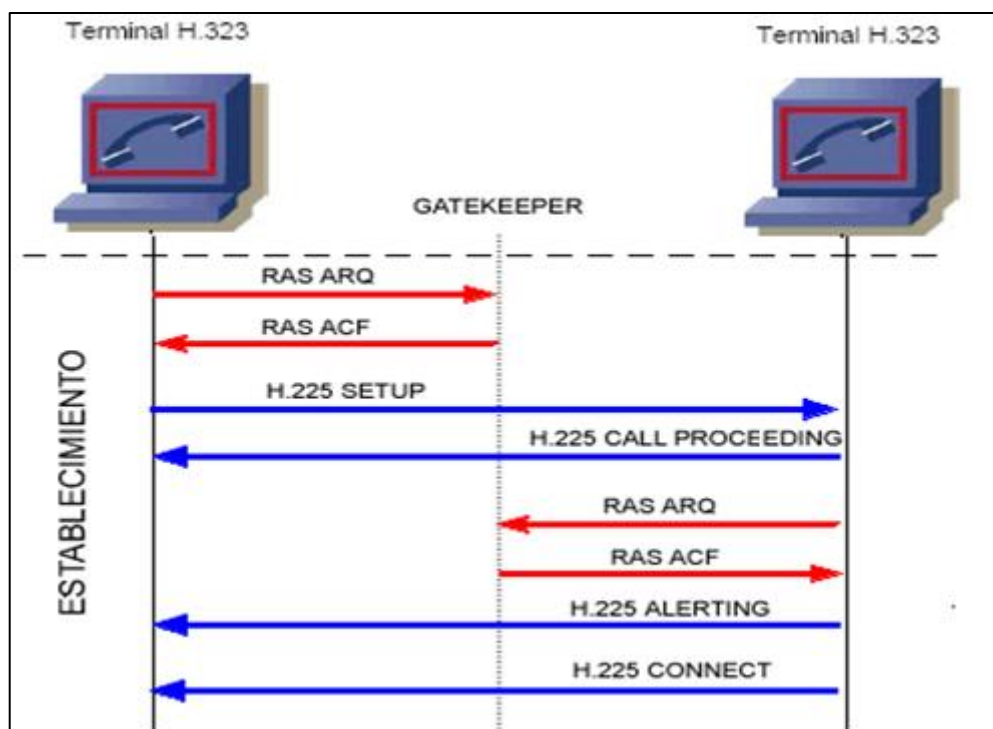 Terminal H.323
Terminal H.323
GATEKEEPER
ESTABLECIMIENTO
RAS ARQ
RAS ACF
H.225 SETUP
H.225 CALL PROCEEDING
RAS ARQ
RAS ACF
H.225 ALERTING
H.225 CONNECT